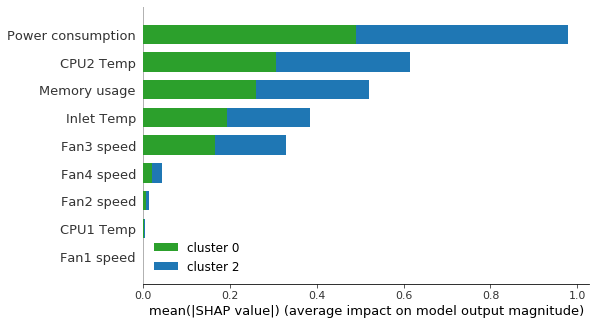 Power consumption
CPU2 Temp
Memory usage
Inlet Temp
Fan3 speed
Fan4 speed
Fan2 speed
CPU1 Temp
Fan1 speed
cluster 0
cluster 2
0.0 0.2 0.4 0.6 0.8 1.0
mean(|SHAP value|) (average impact on model output magnitude)